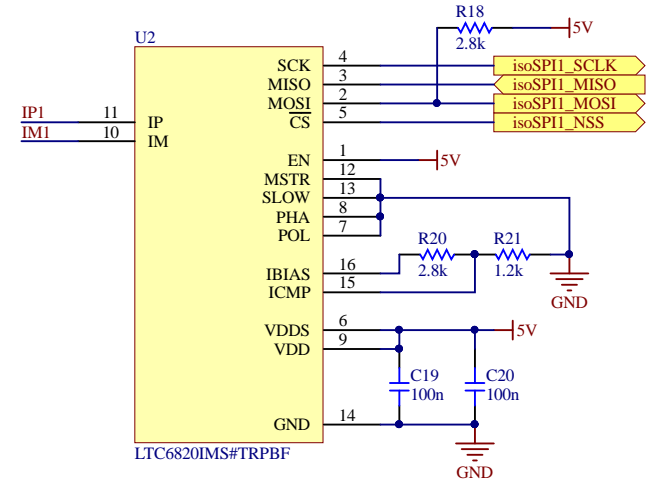 R18
5V
2.8k
U2
SCK 4 isoSPI1_SCLK
MISO 3 isoSPI1_MISO
MOSI 2 isoSPI1_MOSI
CS 5 isoSPI1_NSS
IP1 11 IP
IM1 10 IM
EN 1 5V
MSTR 12
SLOW 13
PHA 8
POL 7
R20 R21
IBIAS 16 2.8k 1.2k
ICMP 15
GND
VDDS 6 5V
VDD 9
C19 C20
100n 100n
GND 14
LTC6820IMS#TRPBF
GND